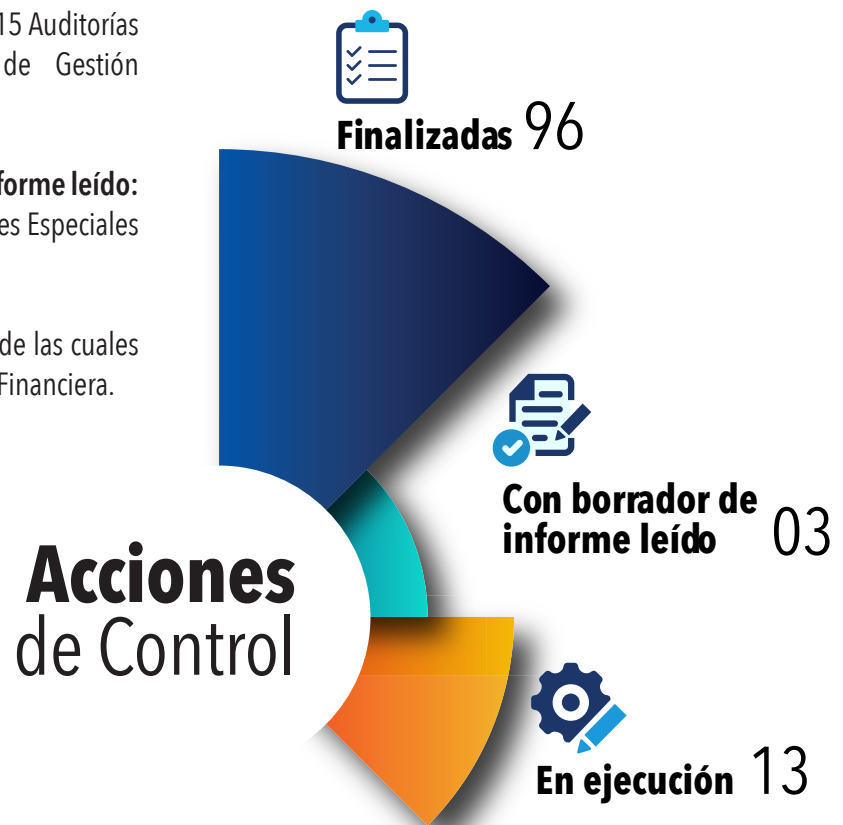 15 Auditorías
de Gestión
forme leído:
es Especiales
de las cuales
Financiera.
Finalizadas 96
Con borrador de
informe leído 03
Acciones
de Control
En ejecución 13